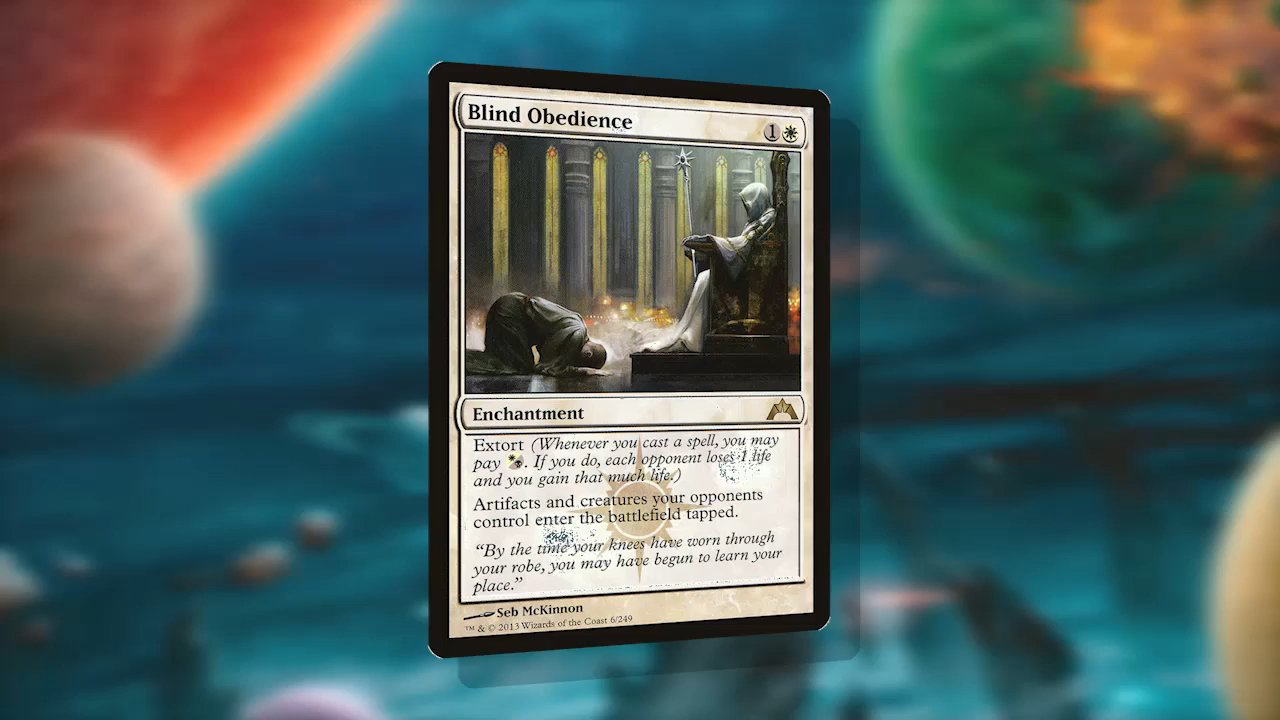 Blind Obedience
1
Enchantment
Extort (Whenever you cast a spell, you may
pay . If you do, each opponent loses 1 life
and you gain that much life.)
Artifacts and creatures your opponents
control enter the battlefield tapped.
“By the time your knees have worn through
your robe, you may have begun to learn your
place.”
Seb McKinnon
™ & © 2013 Wizards of the Coast 6/249